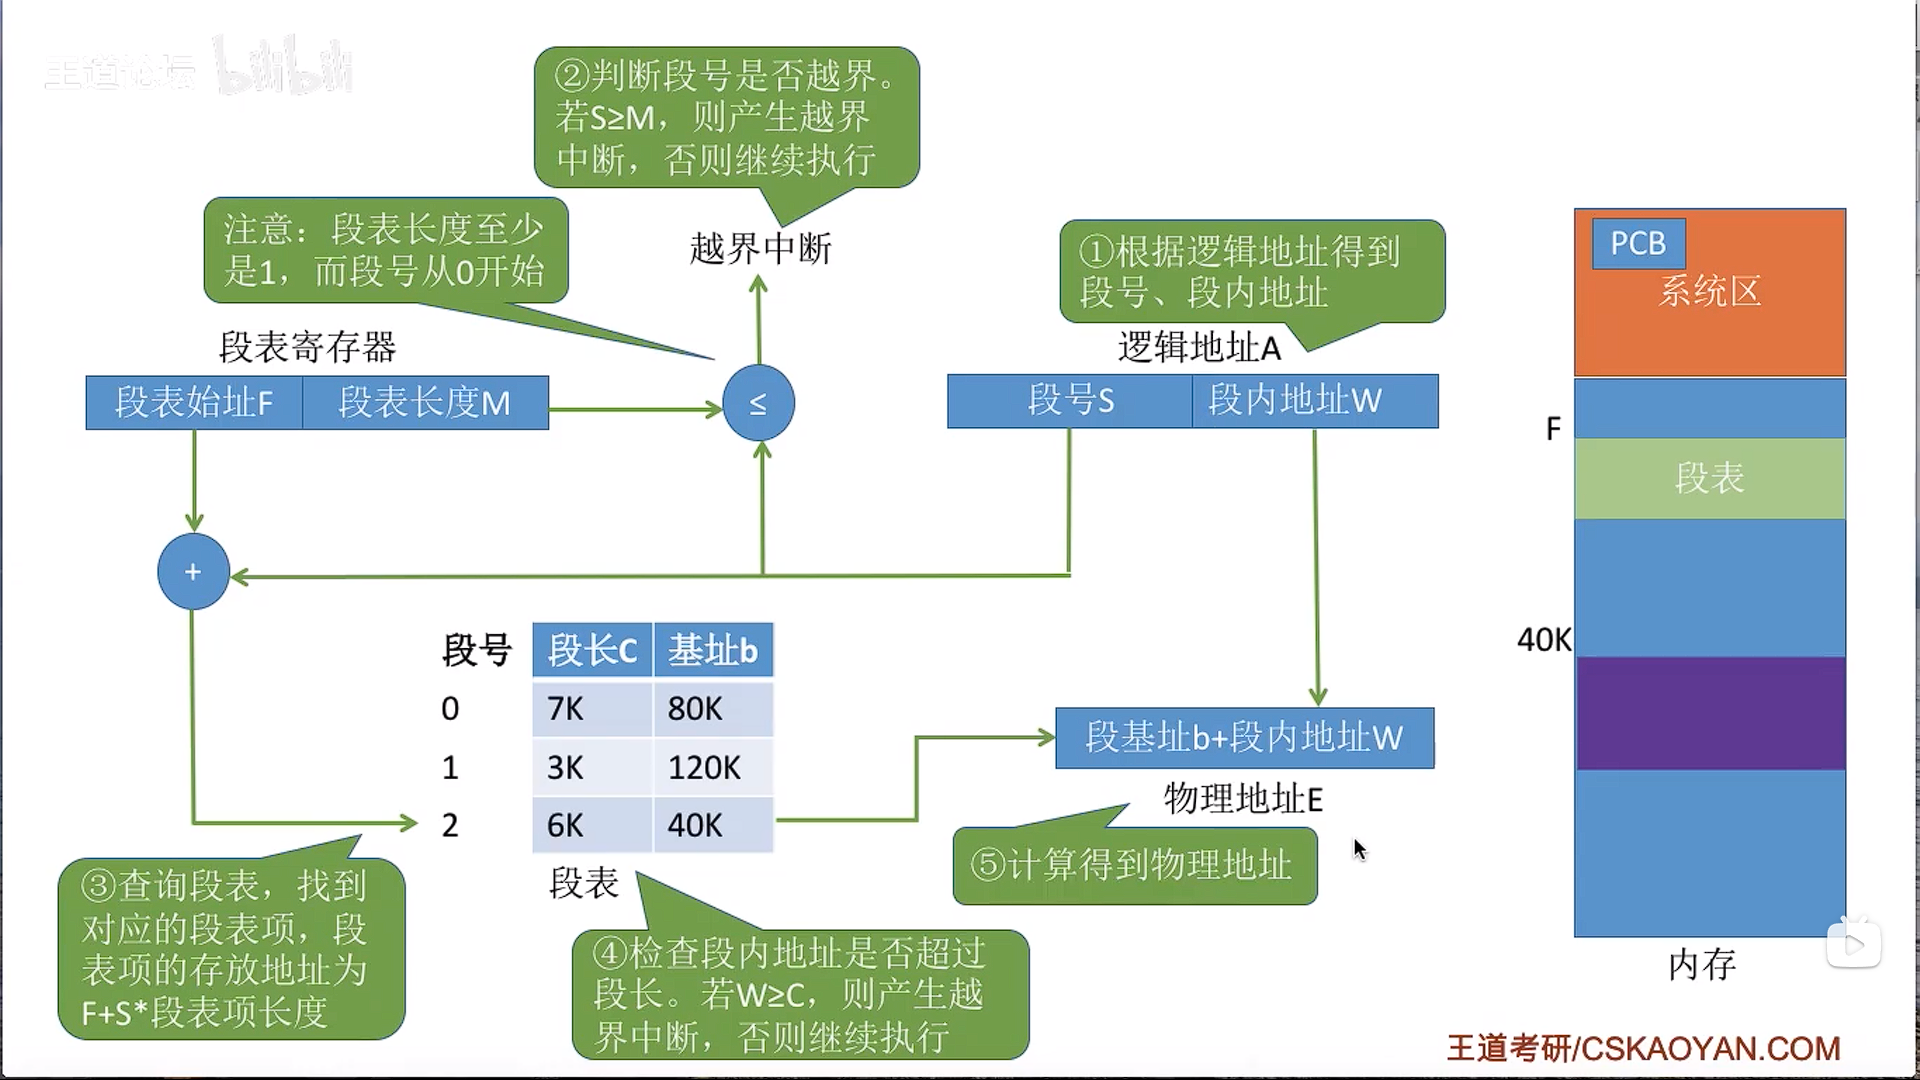 王道论坛 bilibili
②判断段号是否越界。
若S≥M，则产生越界
中断，否则继续执行
注意：段表长度至少
是1，而段号从0开始
越界中断
①根据逻辑地址得到
段号、段内地址
PCB
系统区
段表寄存器
逻辑地址A
段表始址F 段表长度M
≤
段号S 段内地址W
F
段表
+
40K
段号 段长C 基址b
0 7K 80K
1 3K 120K
2 6K 40K
段表
段基址b+段内地址W
物理地址E
⑤计算得到物理地址
③查询段表，找到
对应的段表项，段
表项的存放地址为
F+S*段表项长度
④检查段内地址是否超过
段长。若W≥C，则产生越
界中断，否则继续执行
内存
王道考研/CSKAOYAN.COM